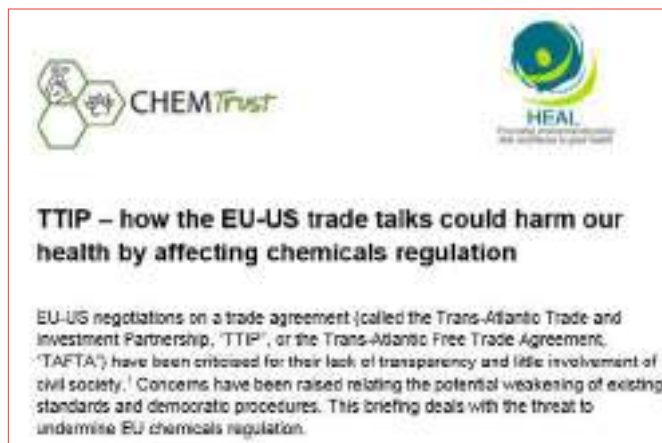 CHEMTrust
HEAL
TTIP – how the EU-US trade talks could harm our
health by affecting chemicals regulation
EU-US negotiations on a trade agreement (called the Trans-Atlantic Trade and
Investment Partnership, 'TTIP', or the Trans-Atlantic Free Trade Agreement,
'TAFTA') have been criticised for their lack of transparency and little involvement of
civil society.¹ Concerns have been raised relating the potential weakening of existing
standards and democratic procedures. This briefing deals with the threat to
undermine EU chemicals regulation.